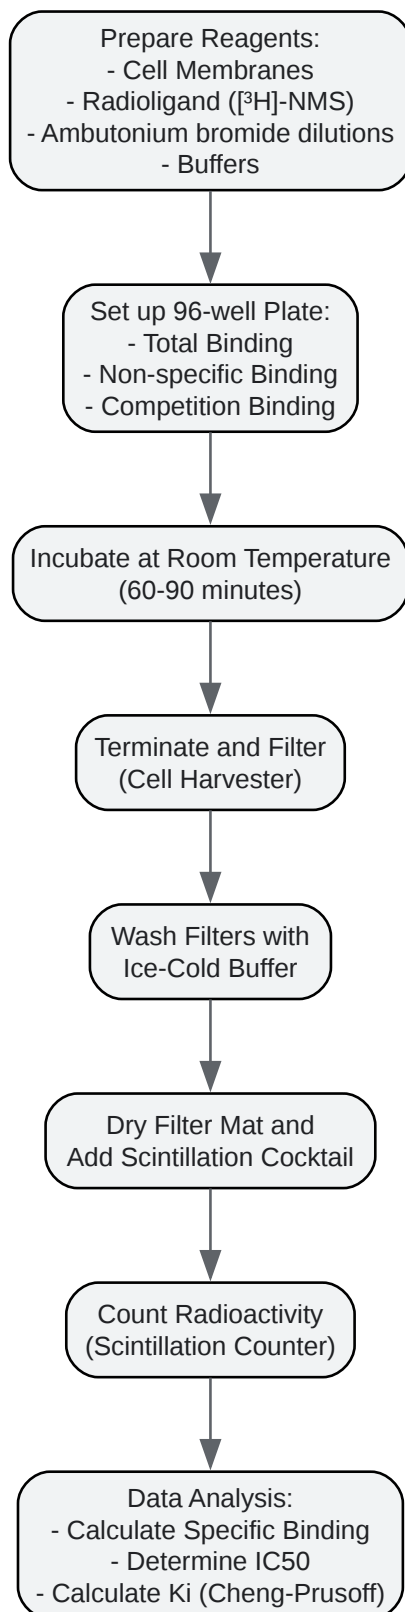 Prepare Reagents:
- Cell Membranes
- Radioligand ([³H]-NMS)
- Ambutonium bromide dilutions
- Buffers
Set up 96-well Plate:
- Total Binding
- Non-specific Binding
- Competition Binding
Incubate at Room Temperature
(60-90 minutes)
Terminate and Filter
(Cell Harvester)
Wash Filters with
Ice-Cold Buffer
Dry Filter Mat and
Add Scintillation Cocktail
Count Radioactivity
(Scintillation Counter)
Data Analysis:
- Calculate Specific Binding
- Determine IC50
- Calculate Ki (Cheng-Prusoff)